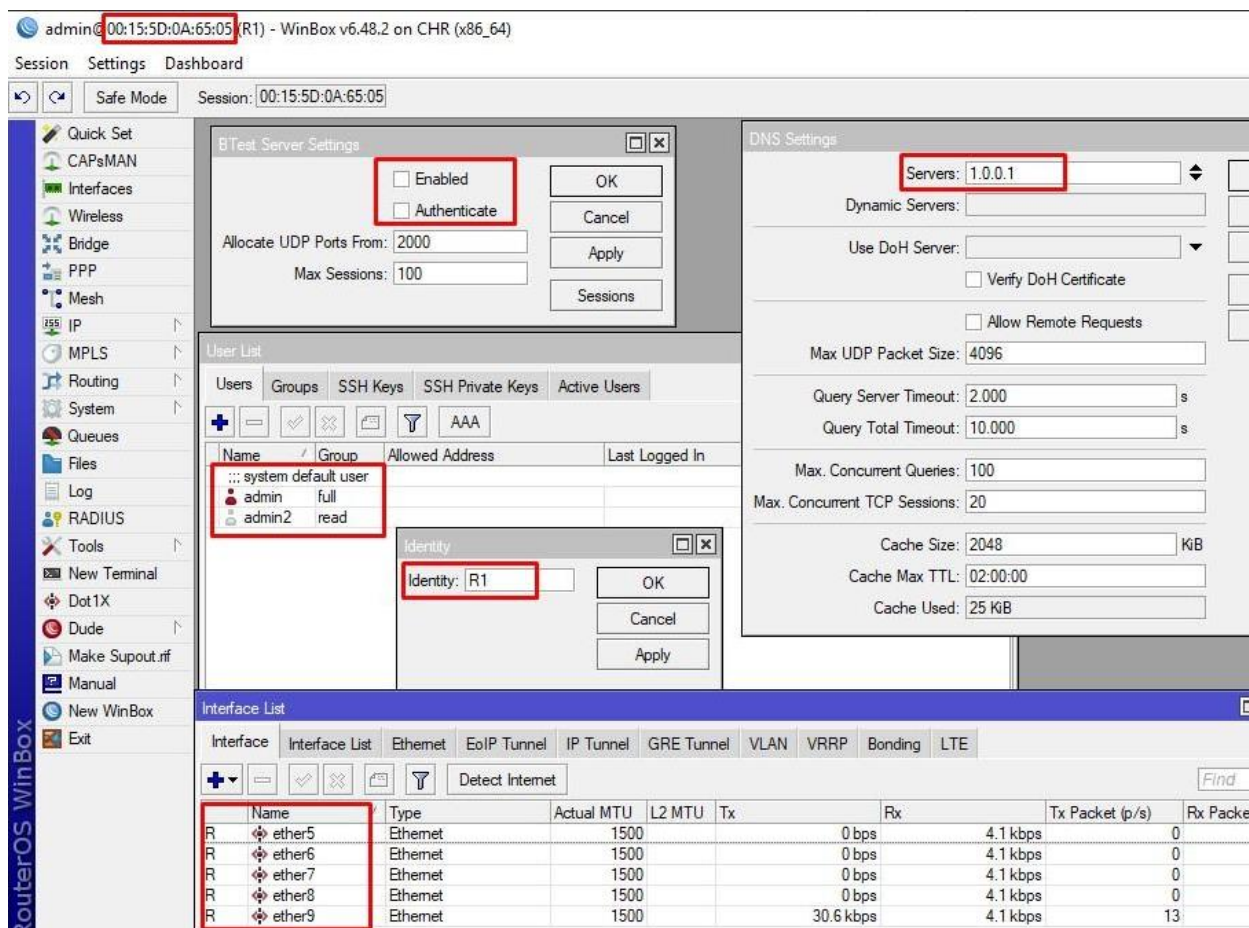 admin@00:15:5D:0A:65:05 (R1) - WinBox v6.48.2 on CHR (x86_64)
Session Settings Dashboard
Safe Mode Session: 00:15:5D:0A:65:05
Quick Set
CAPsMAN
Interfaces
Wireless
Bridge
PPP
Mesh
IP
MPLS
Routing
System
Queues
Files
Log
RADIUS
Tools
New Terminal
Dot1X
Dude
Make Supout.rif
Manual
New WinBox
Exit
RouterOS WinBox
BTest Server Settings
Enabled
Authenticate
Allocate UDP Ports From: 2000
Max Sessions: 100
OK
Cancel
Apply
Sessions
DNS Settings
Servers: 1.0.0.1
Dynamic Servers:
Use DoH Server:
Verify DoH Certificate
Allow Remote Requests
Max UDP Packet Size: 4096
Query Server Timeout: 2.000 s
Query Total Timeout: 10.000 s
Max. Concurrent Queries: 100
Max. Concurrent TCP Sessions: 20
Cache Size: 2048 KiB
Cache Max TTL: 02:00:00
Cache Used: 25 KiB
User List
Users Groups SSH Keys SSH Private Keys Active Users
AAA
Name / Group Allowed Address Last Logged In
;;; system default user
admin full
admin2 read
Identity
Identity: R1
OK
Cancel
Apply
Interface List
Interface Interface List Ethernet EoIP Tunnel IP Tunnel GRE Tunnel VLAN VRRP Bonding LTE
Detect Internet Find
Name / Type Actual MTU L2 MTU Tx Rx Tx Packet (p/s) Rx Packe
R ether5 Ethernet 1500 0 bps 4.1 kbps 0
R ether6 Ethernet 1500 0 bps 4.1 kbps 0
R ether7 Ethernet 1500 0 bps 4.1 kbps 0
R ether8 Ethernet 1500 0 bps 4.1 kbps 0
R ether9 Ethernet 1500 30.6 kbps 4.1 kbps 13